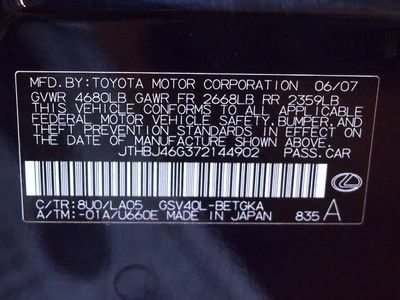 MFD.BY:TOYOTA MOTOR CORPORATION 06/07
GVWR 4680LB GAWR FR 2668LB RR 2359LB
THIS VEHICLE CONFORMS TO ALL APPLICABLE
FEDERAL MOTOR VEHICLE SAFETY,BUMPER,AND
THEFT PREVENTION STANDARDS IN EFFECT ON
THE DATE OF MANUFACTURE SHOWN ABOVE.
JTHBJ46G372144902 PASS.CAR
C/TR:8U0/LA05 GSV40L-BETGKA
A/TM:-01A/U660E MADE IN JAPAN 835 A